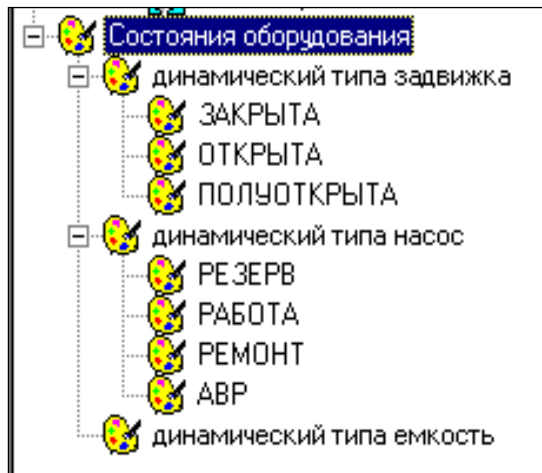 Состояния оборудования
динамический типа задвижка
ЗАКРЫТА
ОТКРЫТА
ПОЛУОТКРЫТА
динамический типа насос
РЕЗЕРВ
РАБОТА
РЕМОНТ
АВР
динамический типа емкость